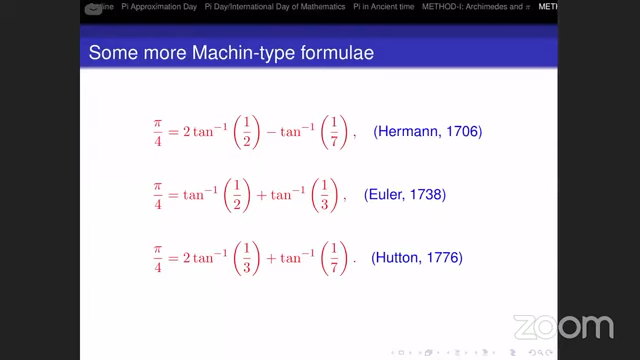 Pi Approximation Day Pi Day/International Day of Mathematics Pi in Ancient time METHOD-I: Archimedes and π
Some more Machin-type formulae
π/4 = 2 tan⁻¹ (1/2) − tan⁻¹ (1/7), (Hermann, 1706)
π/4 = tan⁻¹ (1/2) + tan⁻¹ (1/3), (Euler, 1738)
π/4 = 2 tan⁻¹ (1/3) + tan⁻¹ (1/7). (Hutton, 1776)
zoom